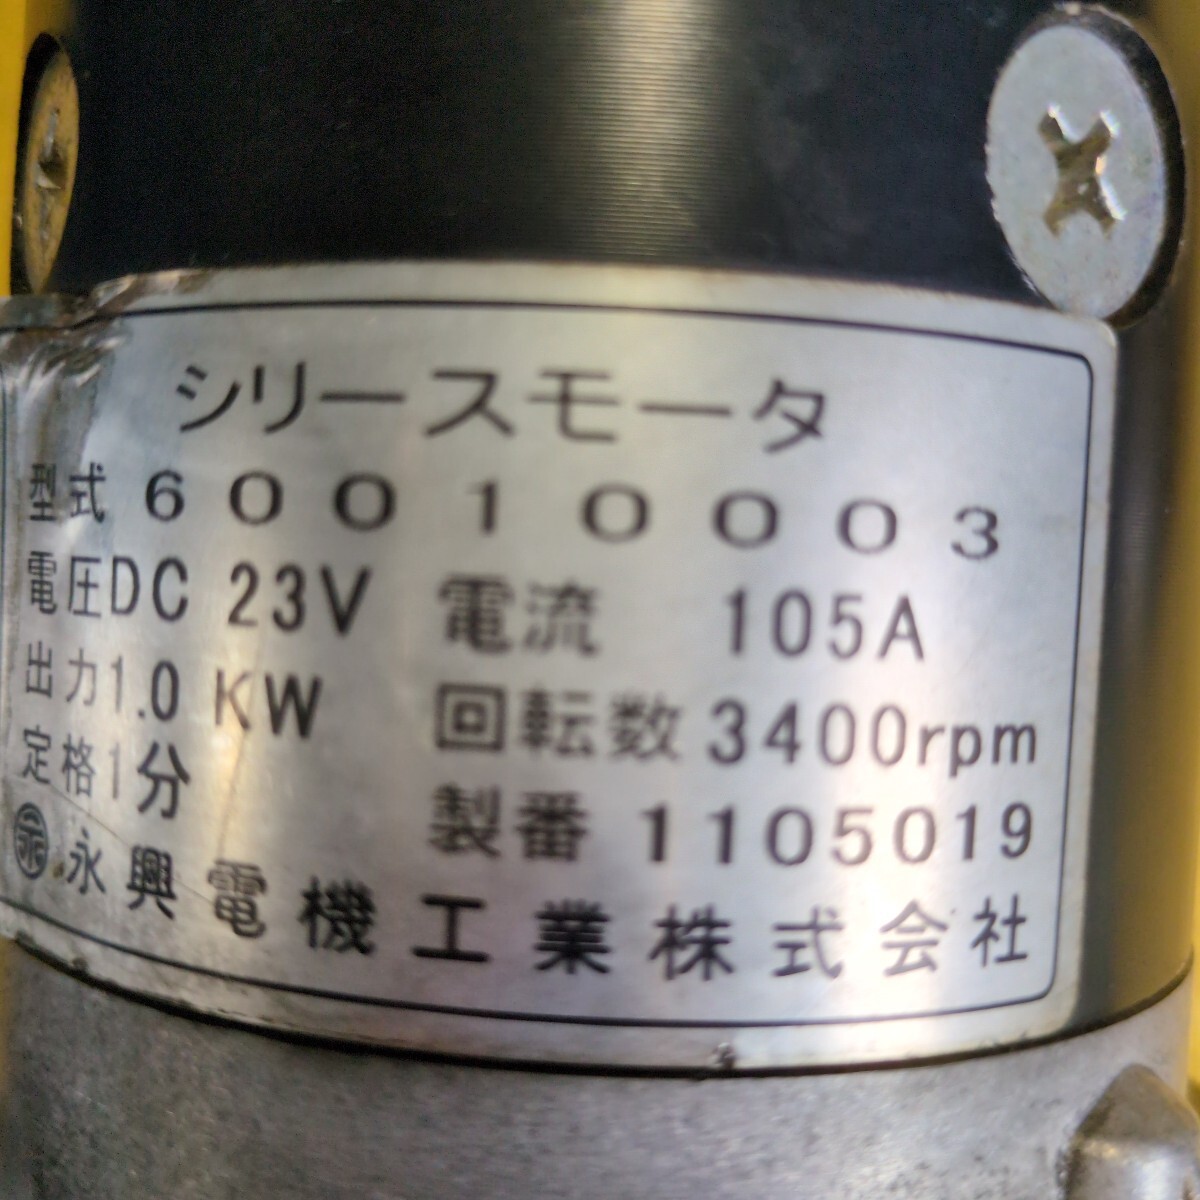 シリースモータ
型式 60010003
電圧DC 23V 電流 105A
出力1.0 KW 回転数 3400rpm
定格1分 製番 1105019
永興電機工業株式会社